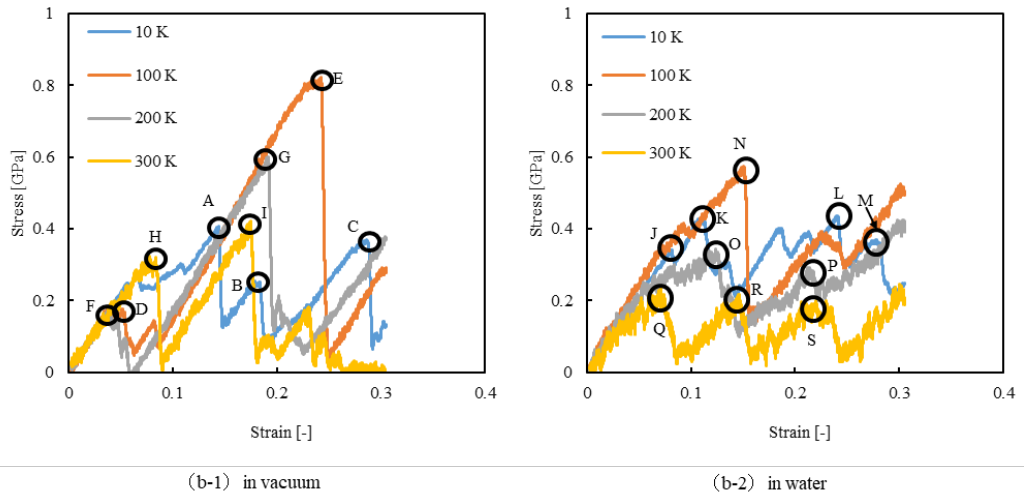 1
0.8
0.6
0.4
0.2
0
Stress [GPa]
10 K
100 K
200 K
300 K
A
B
C
D
E
F
G
H
I
0
0.1
0.2
0.3
0.4
Strain [-]
(b-1) in vacuum
1
0.8
0.6
0.4
0.2
0
Stress [GPa]
10 K
100 K
200 K
300 K
J
K
L
M
N
O
P
Q
R
S
0
0.1
0.2
0.3
0.4
Strain [-]
(b-2) in water